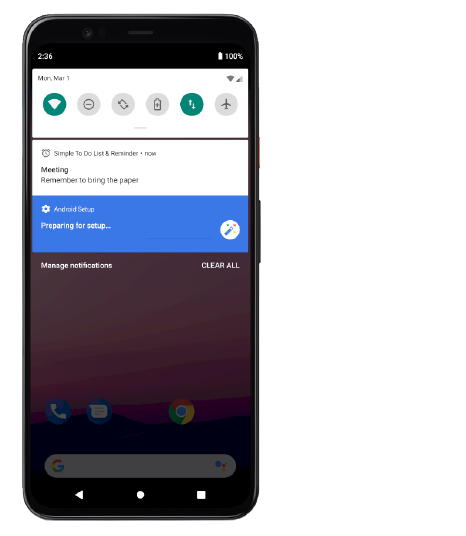 2:36
100%
Mon, Mar 1
Simple To Do List & Reminder • now
Meeting
Remember to bring the paper
Android Setup
Preparing for setup...
Manage notifications
CLEAR ALL